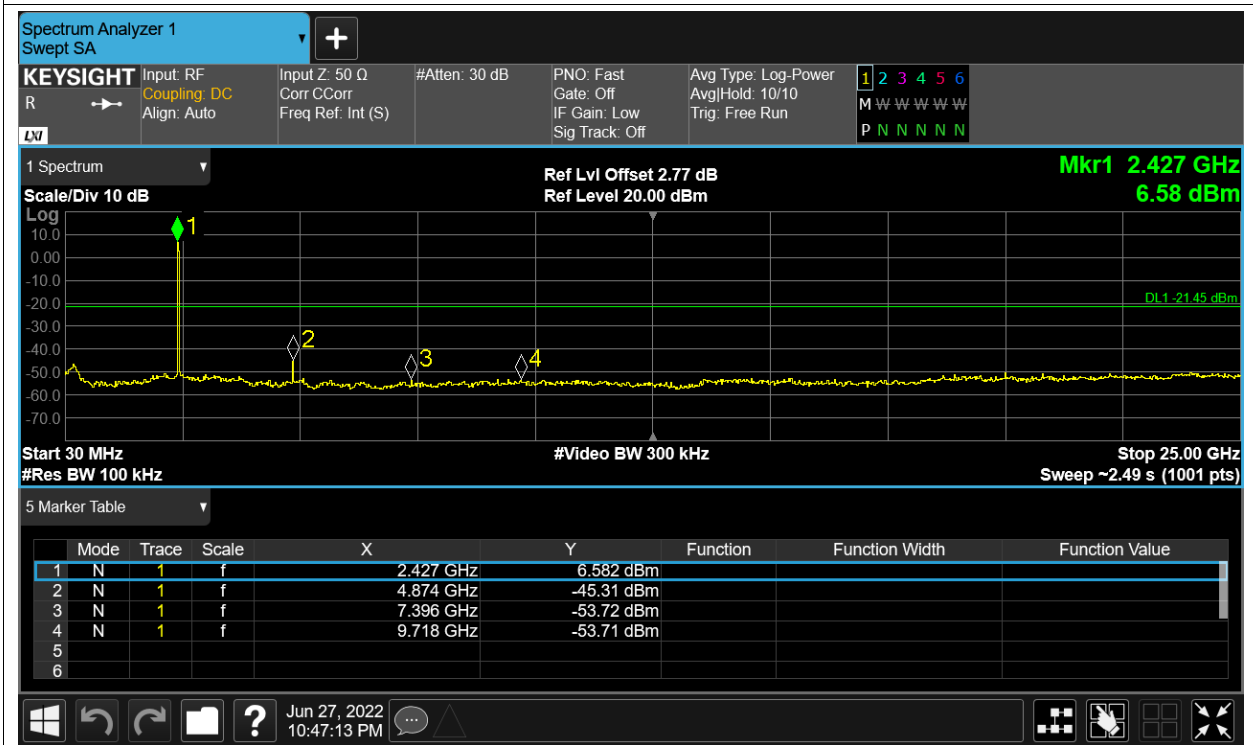 Spectrum Analyzer 1
Swept SA
KEYSIGHT
R
LXI
Input: RF
Coupling: DC
Align: Auto
Input Z: 50 Ω
Corr CCorr
Freq Ref: Int (S)
#Atten: 30 dB
PNO: Fast
Gate: Off
IF Gain: Low
Sig Track: Off
Avg Type: Log-Power
Avg|Hold: 10/10
Trig: Free Run
1 2 3 4 5 6
M W W W W W
P N N N N N
1 Spectrum
Scale/Div 10 dB
Ref Lvl Offset 2.77 dB
Ref Level 20.00 dBm
Mkr1 2.427 GHz
6.58 dBm
Log
10.0
0.00
-10.0
-20.0
-30.0
-40.0
-50.0
-60.0
-70.0
1
2
3
4
DL1 -21.45 dBm
Start 30 MHz
#Video BW 300 kHz
Stop 25.00 GHz
#Res BW 100 kHz
Sweep ~2.49 s (1001 pts)
5 Marker Table
Mode Trace Scale X Y Function Function Width Function Value
1 N 1 f 2.427 GHz 6.582 dBm
2 N 1 f 4.874 GHz -45.31 dBm
3 N 1 f 7.396 GHz -53.72 dBm
4 N 1 f 9.718 GHz -53.71 dBm
5
6
?
Jun 27, 2022
10:47:13 PM